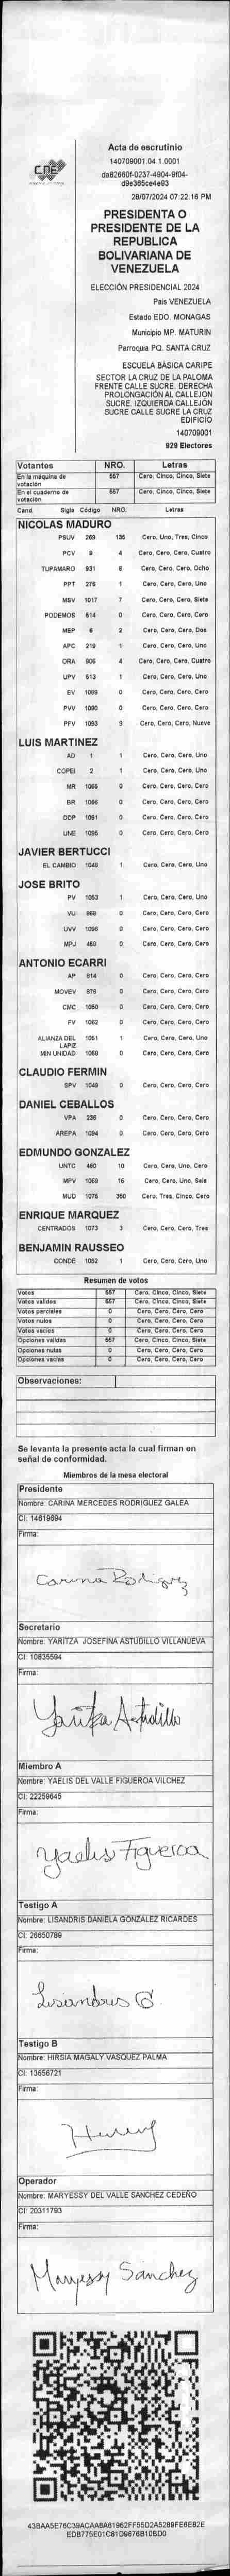 CNE
Acta de escrutinio
140709001.04.1.0001
28/07/2024 07:22:16 PM
PRESIDENTA O
PRESIDENTE DE LA
REPUBLICA
BOLIVARIANA DE
VENEZUELA
ELECCIÓN PRESIDENCIAL 2024
Pais VENEZUELA
Estado EDO. MONAGAS
Municipio MP. MATURIN
Parroquia PQ. SANTA CRUZ
ESCUELA BÁSICA CARIPE
SECTOR LA CRUZ DE LA PALOMA
FRENTE CALLE SUCRE. DERECHA
PROLONGACIÓN AL CALLEJON
SUCRE. IZQUIERDA CALLEJÓN
SUCRE CALLE SUCRE LA CRUZ
EDIFICIO
140709001
929 Electores
Votantes NRO. Letras
En la máquina de votación 557 Cero, Cinco, Cinco, Siete
En el cuaderno de votación 557 Cero, Cinco, Cinco, Siete
Cand. Sigla Código NRO. Letras
NICOLAS MADURO
PSUV 269 135 Cero, Uno, Tres, Cinco
PCV 9 4 Cero, Cero, Cero, Cuatro
TUPAMARO 931 8 Cero, Cero, Cero, Ocho
PPT 276 1 Cero, Cero, Cero, Uno
MSV 1017 7 Cero, Cero, Cero, Siete
PODEMOS 514 0 Cero, Cero, Cero, Cero
MEP 6 2 Cero, Cero, Cero, Dos
APC 219 1 Cero, Cero, Cero, Uno
ORA 906 4 Cero, Cero, Cero, Cuatro
UPV 513 1 Cero, Cero, Cero, Uno
EV 1099 0 Cero, Cero, Cero, Cero
PVV 1090 0 Cero, Cero, Cero, Cero
PFV 1093 9 Cero, Cero, Cero, Nueve
LUIS MARTINEZ
AD 1 1 Cero, Cero, Cero, Uno
COPEI 2 1 Cero, Cero, Cero, Uno
MR 1065 0 Cero, Cero, Cero, Cero
BR 1066 0 Cero, Cero, Cero, Cero
DDP 1091 0 Cero, Cero, Cero, Cero
UNE 1095 0 Cero, Cero, Cero, Cero
JAVIER BERTUCCI
EL CAMBIO 1048 1 Cero, Cero, Cero, Uno
JOSE BRITO
PV 1053 1 Cero, Cero, Cero, Uno
VU 868 0 Cero, Cero, Cero, Cero
UVV 1096 0 Cero, Cero, Cero, Cero
MPJ 458 0 Cero, Cero, Cero, Cero
ANTONIO ECARRI
AP 814 0 Cero, Cero, Cero, Cero
MOVEV 878 0 Cero, Cero, Cero, Cero
CMC 1050 0 Cero, Cero, Cero, Cero
FV 1062 0 Cero, Cero, Cero, Cero
ALIANZA DEL LAPIZ 1051 1 Cero, Cero, Cero, Uno
MIN UNIDAD 1069 0 Cero, Cero, Cero, Cero
CLAUDIO FERMIN
SPV 1049 0 Cero, Cero, Cero, Cero
DANIEL CEBALLOS
VPA 236 0 Cero, Cero, Cero, Cero
AREPA 1094 0 Cero, Cero, Cero, Cero
EDMUNDO GONZALEZ
UNTC 460 10 Cero, Cero, Uno, Cero
MPV 1069 16 Cero, Cero, Uno, Seis
MUD 1076 350 Cero, Tres, Cinco, Cero
ENRIQUE MARQUEZ
CENTRADOS 1073 3 Cero, Cero, Cero, Tres
BENJAMIN RAUSSEO
CONDE 1092 1 Cero, Cero, Cero, Uno
Resumen de votos
Votos 557 Cero, Cinco, Cinco, Siete
Votos válidos 557 Cero, Cinco, Cinco, Siete
Votos parciales 0 Cero, Cero, Cero, Cero
Votos nulos 0 Cero, Cero, Cero, Cero
Votos vacíos 0 Cero, Cero, Cero, Cero
Opciones válidas 557 Cero, Cinco, Cinco, Siete
Opciones nulas 0 Cero, Cero, Cero, Cero
Opciones vacías 0 Cero, Cero, Cero, Cero
Observaciones:
Se levanta la presente acta la cual firman en
señal de conformidad.
Miembros de la mesa electoral
Presidente
Nombre: CARINA MERCEDES RODRIGUEZ GALEA
CI: 14619694
Firma:
Carina Rodriguez
Secretario
Nombre: YARITZA JOSEFINA ASTUDILLO VILLANUEVA
CI: 10835594
Firma:
Yaritza Astudillo
Miembro A
Nombre: YAELIS DEL VALLE FIGUEROA VILCHEZ
CI: 22259645
Firma:
Yaelis Figueroa
Testigo A
Nombre: LISANDRIS DANIELA GONZALEZ RICARDES
CI: 26650789
Firma:
Lisandris G
Testigo B
Nombre: HIRSIA MAGALY VASQUEZ PALMA
CI: 13656721
Firma:
Operador
Nombre: MARYESSY DEL VALLE SANCHEZ CEDEÑO
CI: 20311793
Firma:
Maryessy Sanchez